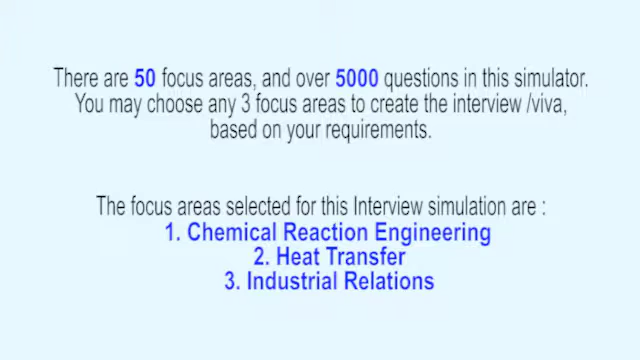 There are 50 focus areas, and over 5000 questions in this simulator.
You may choose any 3 focus areas to create the interview /viva,
based on your requirements.
The focus areas selected for this Interview simulation are :
1. Chemical Reaction Engineering
2. Heat Transfer
3. Industrial Relations